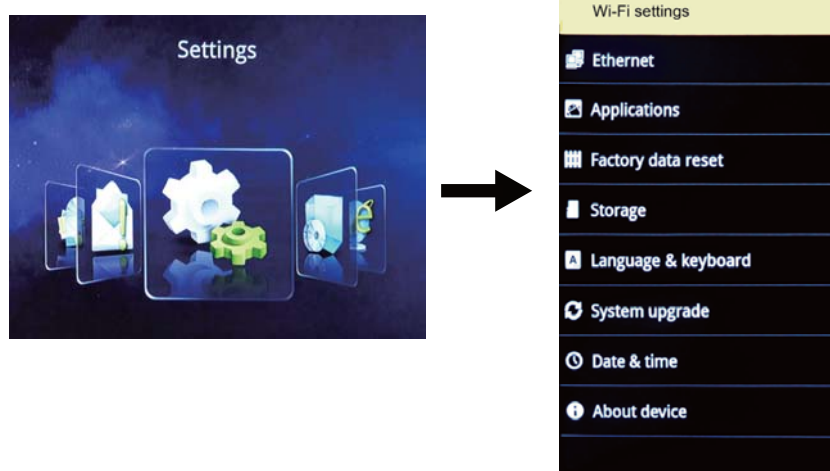 Settings
Wi-Fi settings
Ethernet
Applications
Factory data reset
Storage
Language & keyboard
System upgrade
Date & time
About device